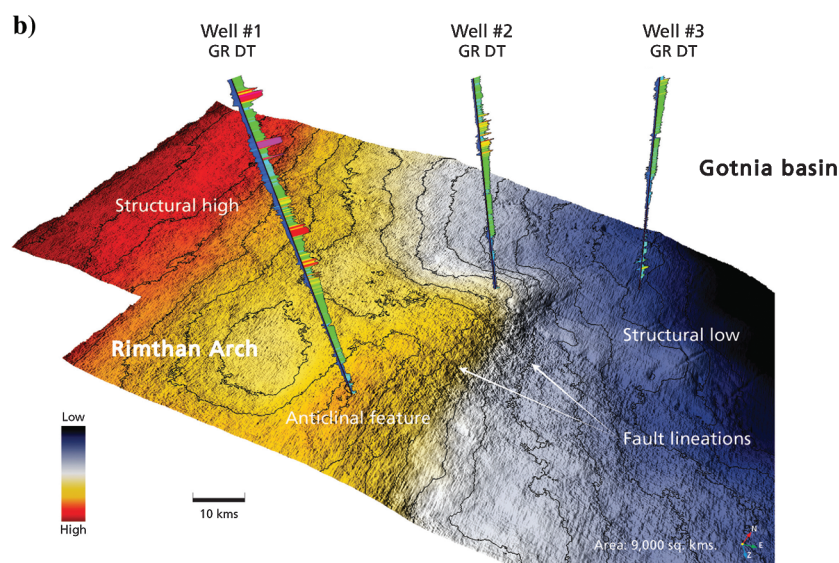 b)
Well #1
GR DT
Well #2
GR DT
Well #3
GR DT
Gotnia basin
Structural high
Structural low
Rimthan Arch
Anticlinal feature
Fault lineations
Low
High
10 kms
Area: 9,000 sq. kms.
N
E
Z